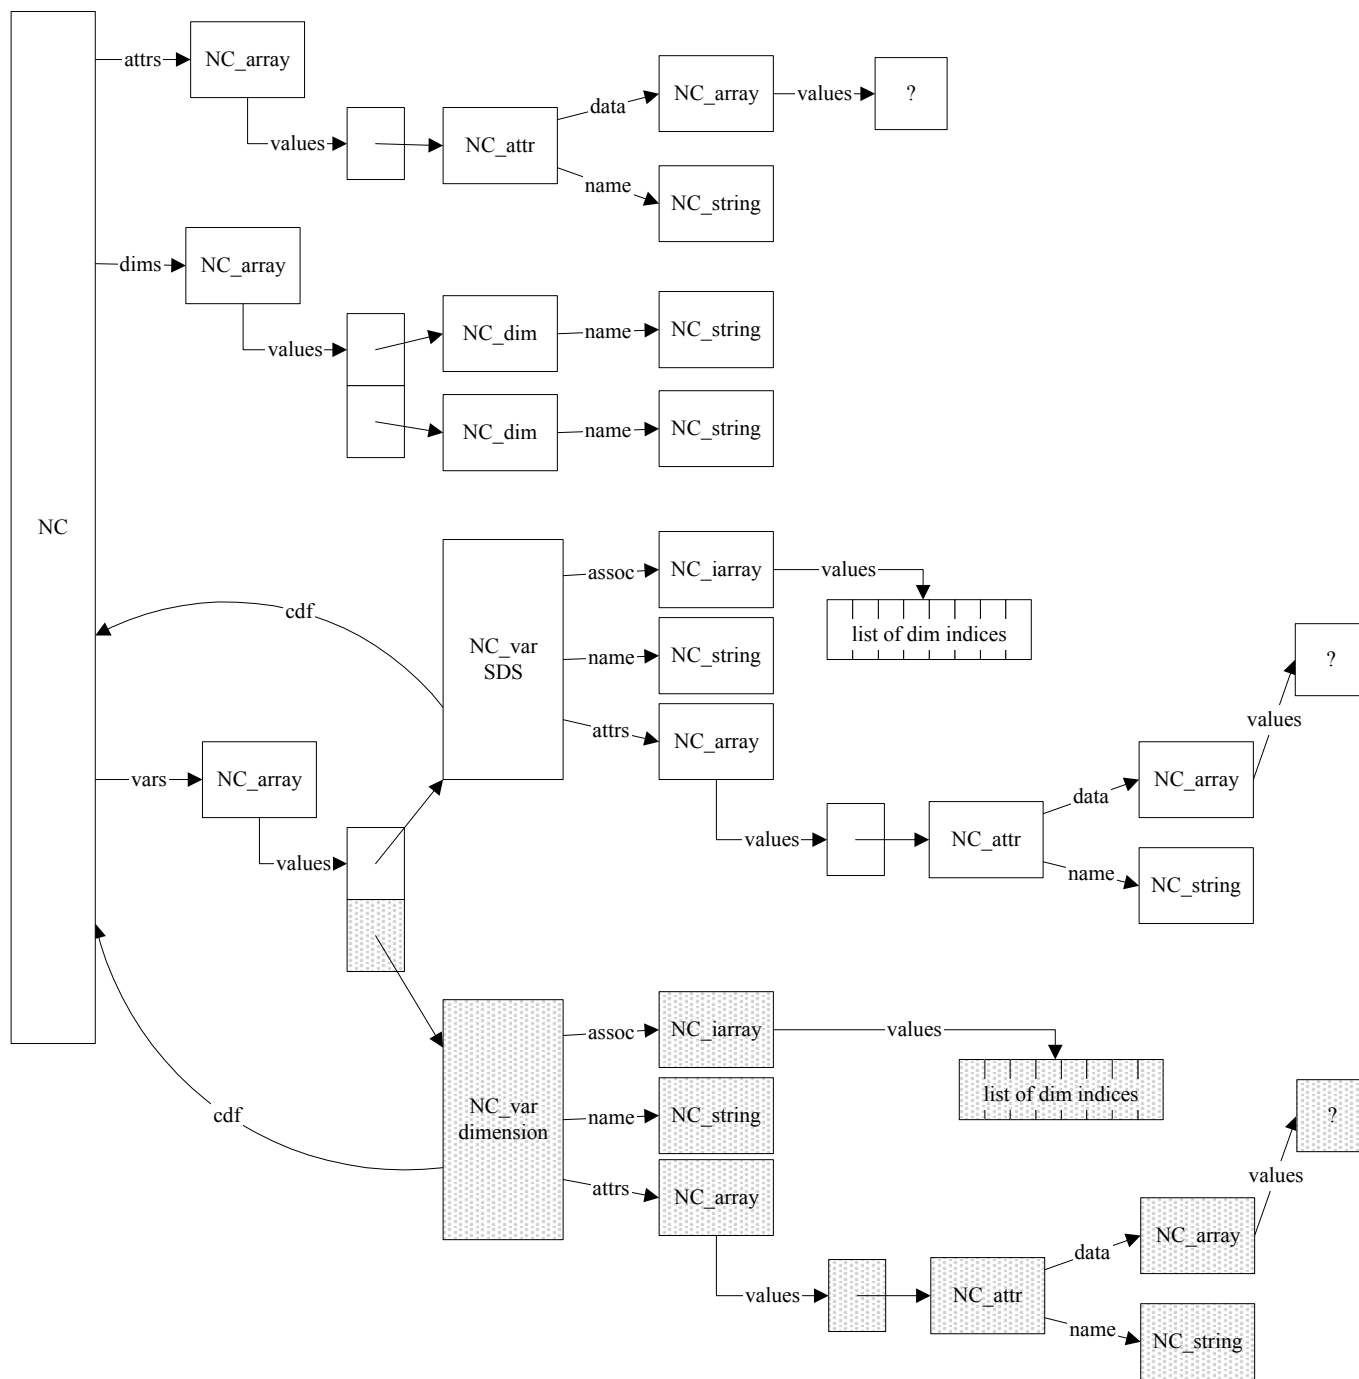 NC
attrs
NC_array
values
NC_attr
data
NC_array
values
?
name
NC_string
dims
NC_array
values
NC_dim
name
NC_string
NC_dim
name
NC_string
cdf
vars
NC_array
values
NC_var
SDS
assoc
NC_iarray
values
list of dim indices
name
NC_string
attrs
NC_array
values
NC_attr
data
NC_array
values
?
name
NC_string
cdf
NC_var
dimension
assoc
NC_iarray
values
list of dim indices
name
NC_string
attrs
NC_array
values
NC_attr
data
NC_array
values
?
name
NC_string